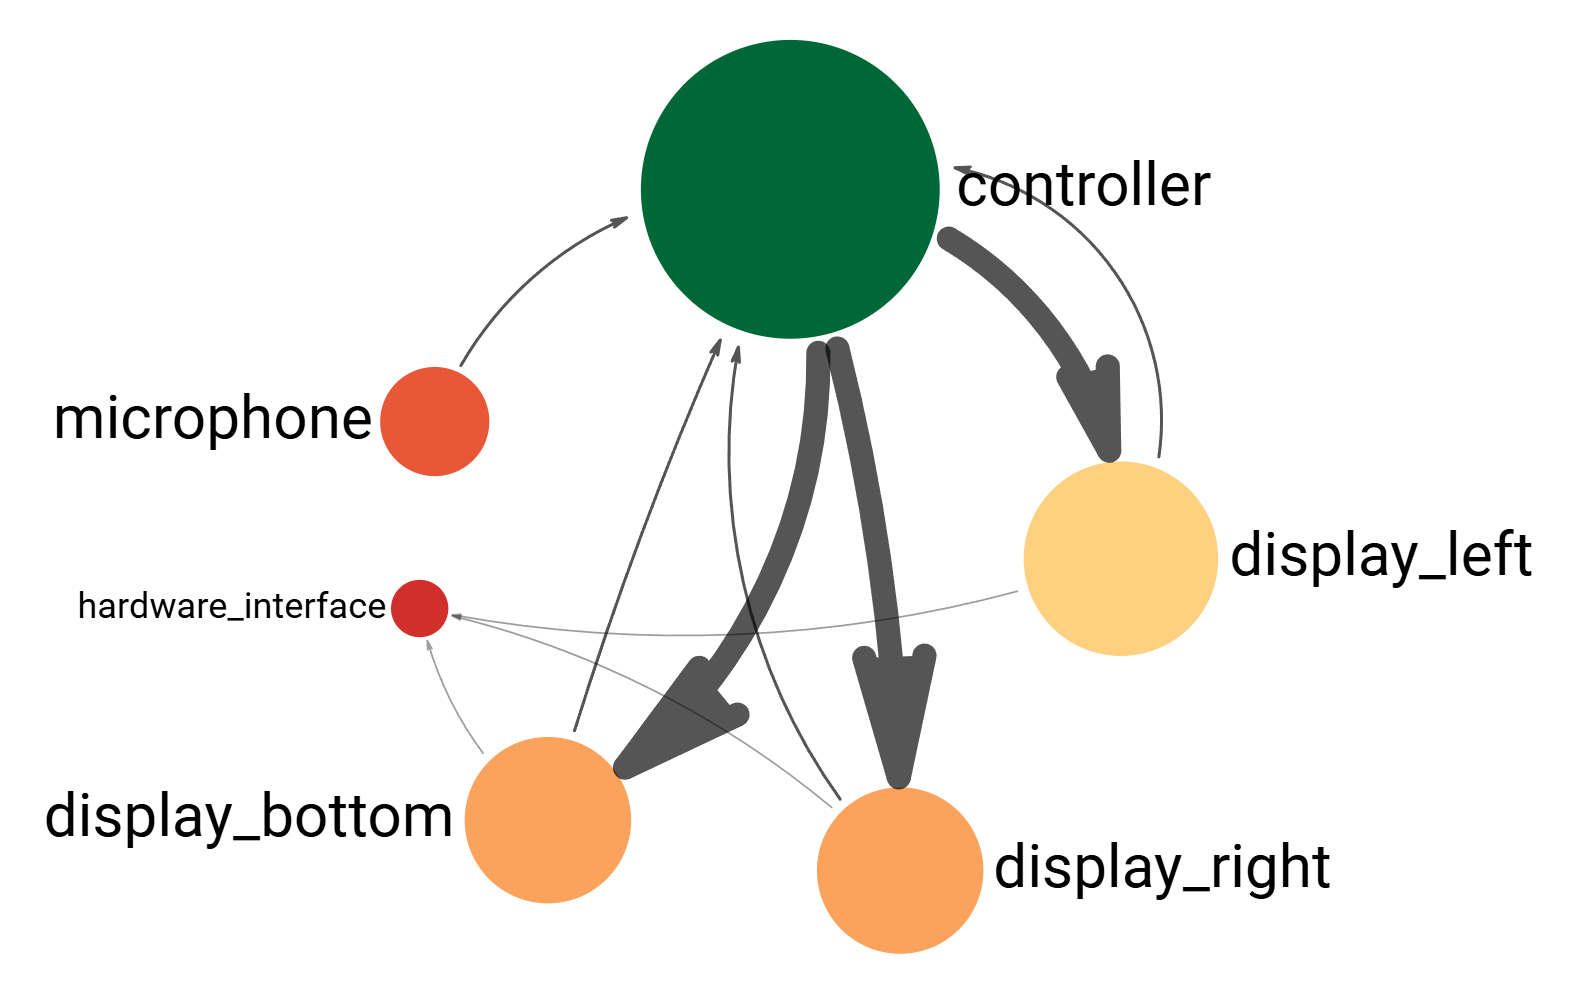 controller
microphone
display_left
hardware_interface
display_bottom
display_right